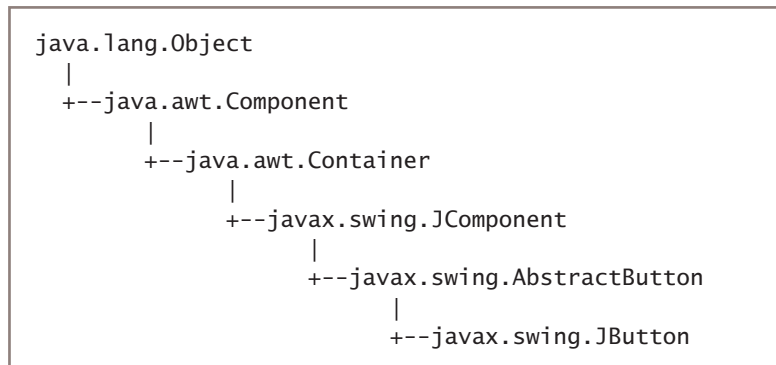 java.lang.Object
|
+--java.awt.Component
|
+--java.awt.Container
|
+--javax.swing.JComponent
|
+--javax.swing.AbstractButton
|
+--javax.swing.JButton